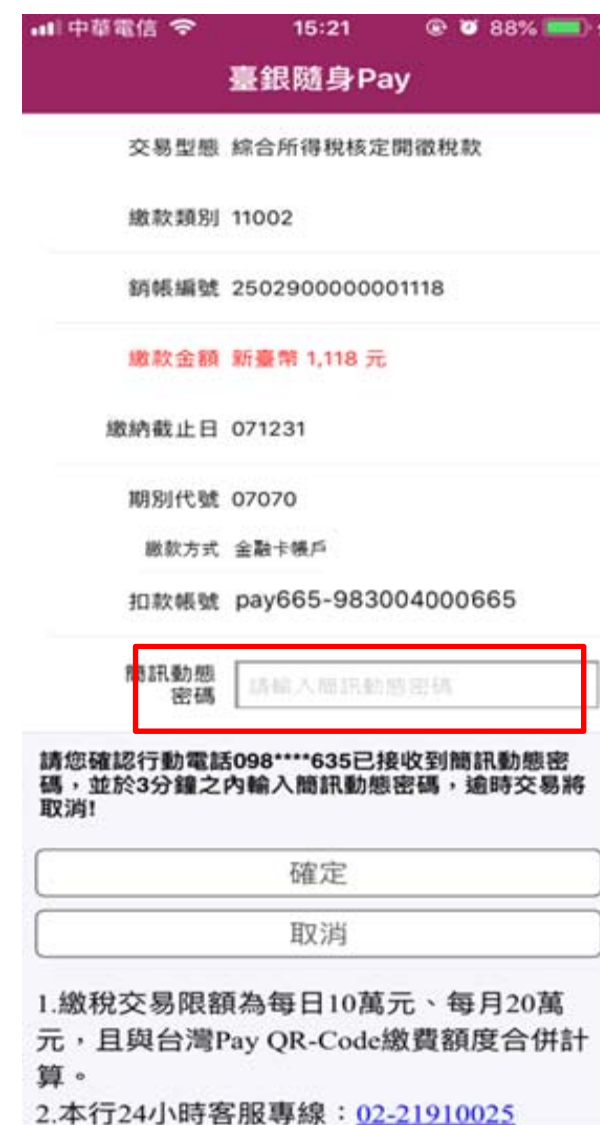 中華電信 15:21 88%
臺銀隨身Pay
交易型態 綜合所得稅核定開徵稅款
繳款類別 11002
銷帳編號 2502900000001118
繳款金額 新臺幣 1,118 元
繳納截止日 071231
期別代號 07070
繳款方式 金融卡帳戶
扣款帳號 pay665-983004000665
簡訊動態
密碼 請輸入簡訊動態密碼
請您確認行動電話098****635已接收到簡訊動態密
碼，並於3分鐘之內輸入簡訊動態密碼，逾時交易將
取消!
確定
取消
1.繳稅交易限額為每日10萬元、每月20萬
元，且與台灣Pay QR-Code繳費額度合併計
算。
2.本行24小時客服專線：02-21910025